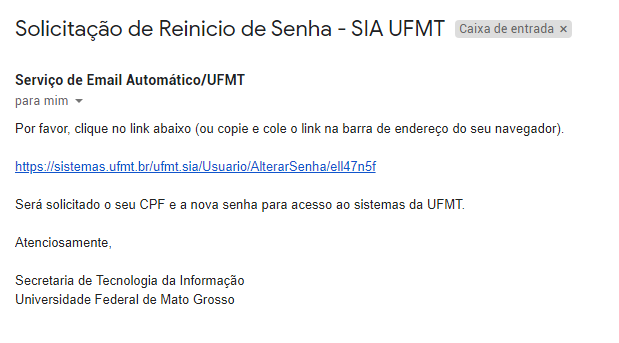 Solicitação de Reinicio de Senha - SIA UFMT Caixa de entrada ×
Serviço de Email Automático/UFMT
para mim
Por favor, clique no link abaixo (ou copie e cole o link na barra de endereço do seu navegador).
https://sistemas.ufmt.br/ufmt.sia/Usuario/AlterarSenha/ell47n5f
Será solicitado o seu CPF e a nova senha para acesso ao sistemas da UFMT.
Atenciosamente,
Secretaria de Tecnologia da Informação
Universidade Federal de Mato Grosso